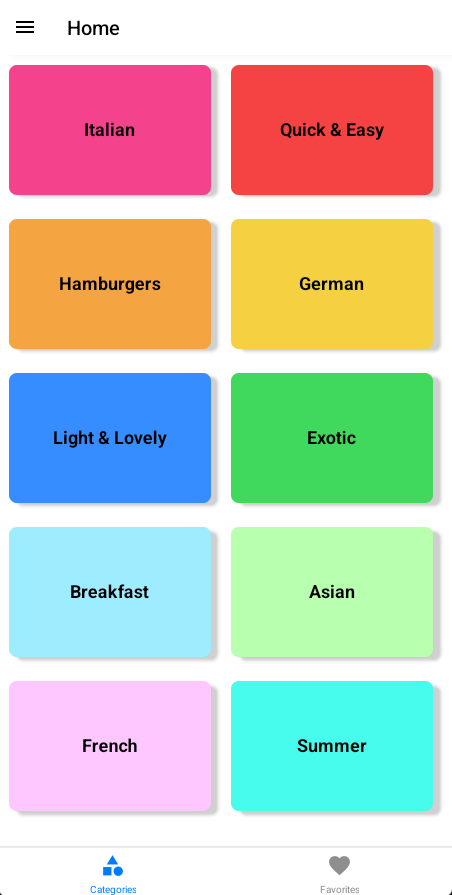 Home
Italian
Quick & Easy
Hamburgers
German
Light & Lovely
Exotic
Breakfast
Asian
French
Summer
Categories
Favorites